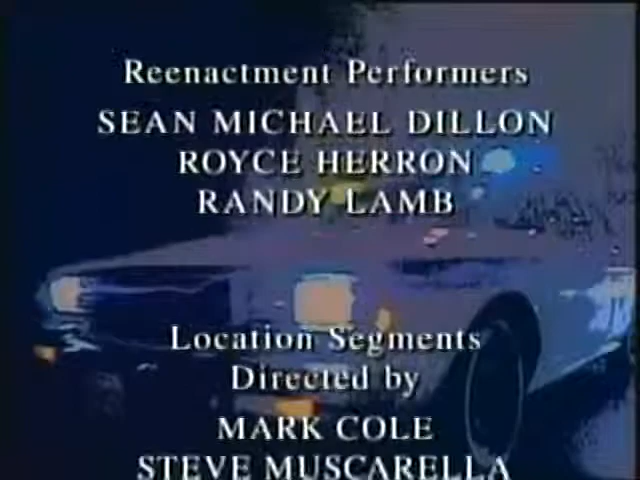 Reenactment Performers
SEAN MICHAEL DILLON
ROYCE HERRON
RANDY LAMB
Location Segments
Directed by
MARK COLE
STEVE MUSCARELLA